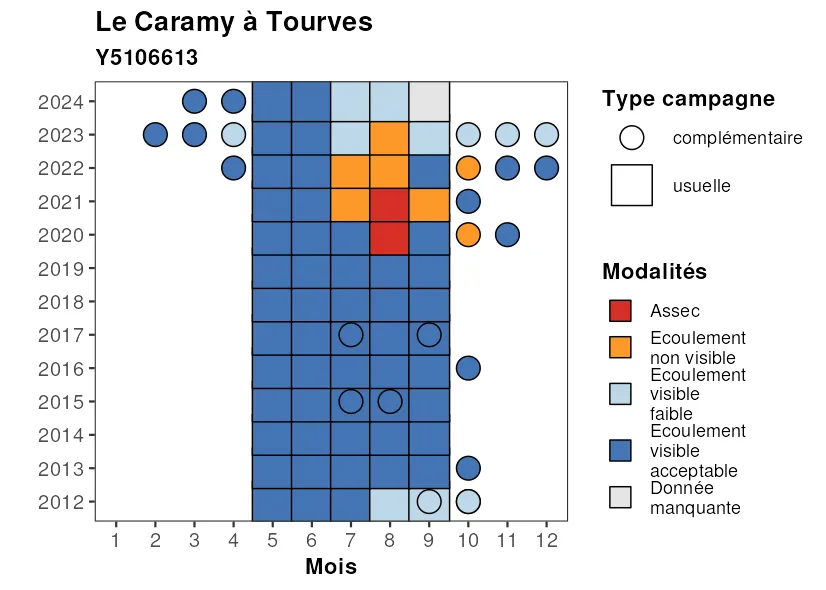 Le Caramy à Tourves
Y5106613
2024
2023
2022
2021
2020
2019
2018
2017
2016
2015
2014
2013
2012
1 2 3 4 5 6 7 8 9 10 11 12
Mois
Type campagne
complémentaire
usuelle
Modalités
Assec
Ecoulement
non visible
Ecoulement
visible
faible
Ecoulement
visible
acceptable
Donnée
manquante